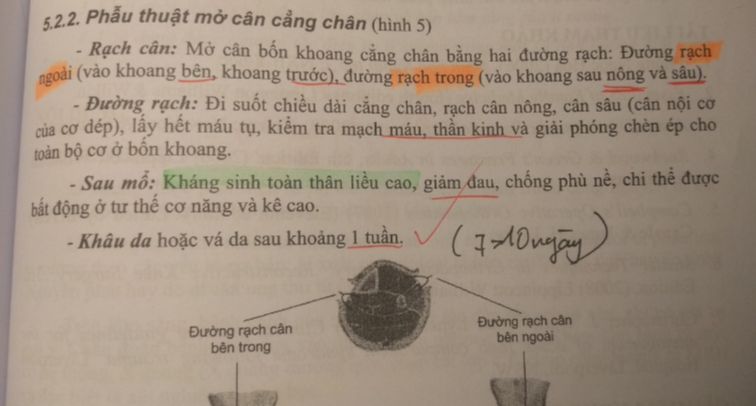 5.2.2. Phẫu thuật mở cân cẳng chân (hình 5)
- Rạch cân: Mở cân bốn khoang cẳng chân bằng hai đường rạch: Đường rạch
ngoài (vào khoang bên, khoang trước), đường rạch trong (vào khoang sau nông và sâu).
- Đường rạch: Đi suốt chiều dài cẳng chân, rạch cân nông, cân sâu (cân nội cơ
của cơ dép), lấy hết máu tụ, kiểm tra mạch máu, thần kinh và giải phóng chèn ép cho
toàn bộ cơ ở bốn khoang.
- Sau mổ: Kháng sinh toàn thân liều cao, giảm đau, chống phù nề, chi thể được
bất động ở tư thế cơ năng và kê cao.
- Khâu da hoặc vá da sau khoảng 1 tuần. (7-10 ngày)
Đường rạch cân
bên trong
Đường rạch cân
bên ngoài